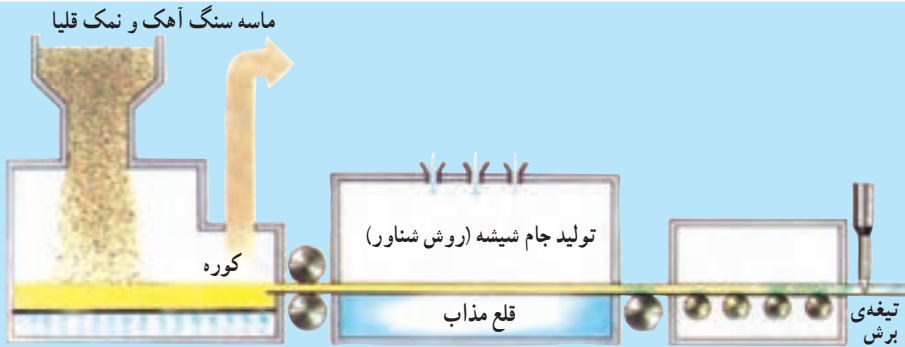 ماسه سنگ آهک و نمک قلیا
تولید جام شیشه (روش شناور)
کوره
قلع مذاب
تیغه‌ی
برش